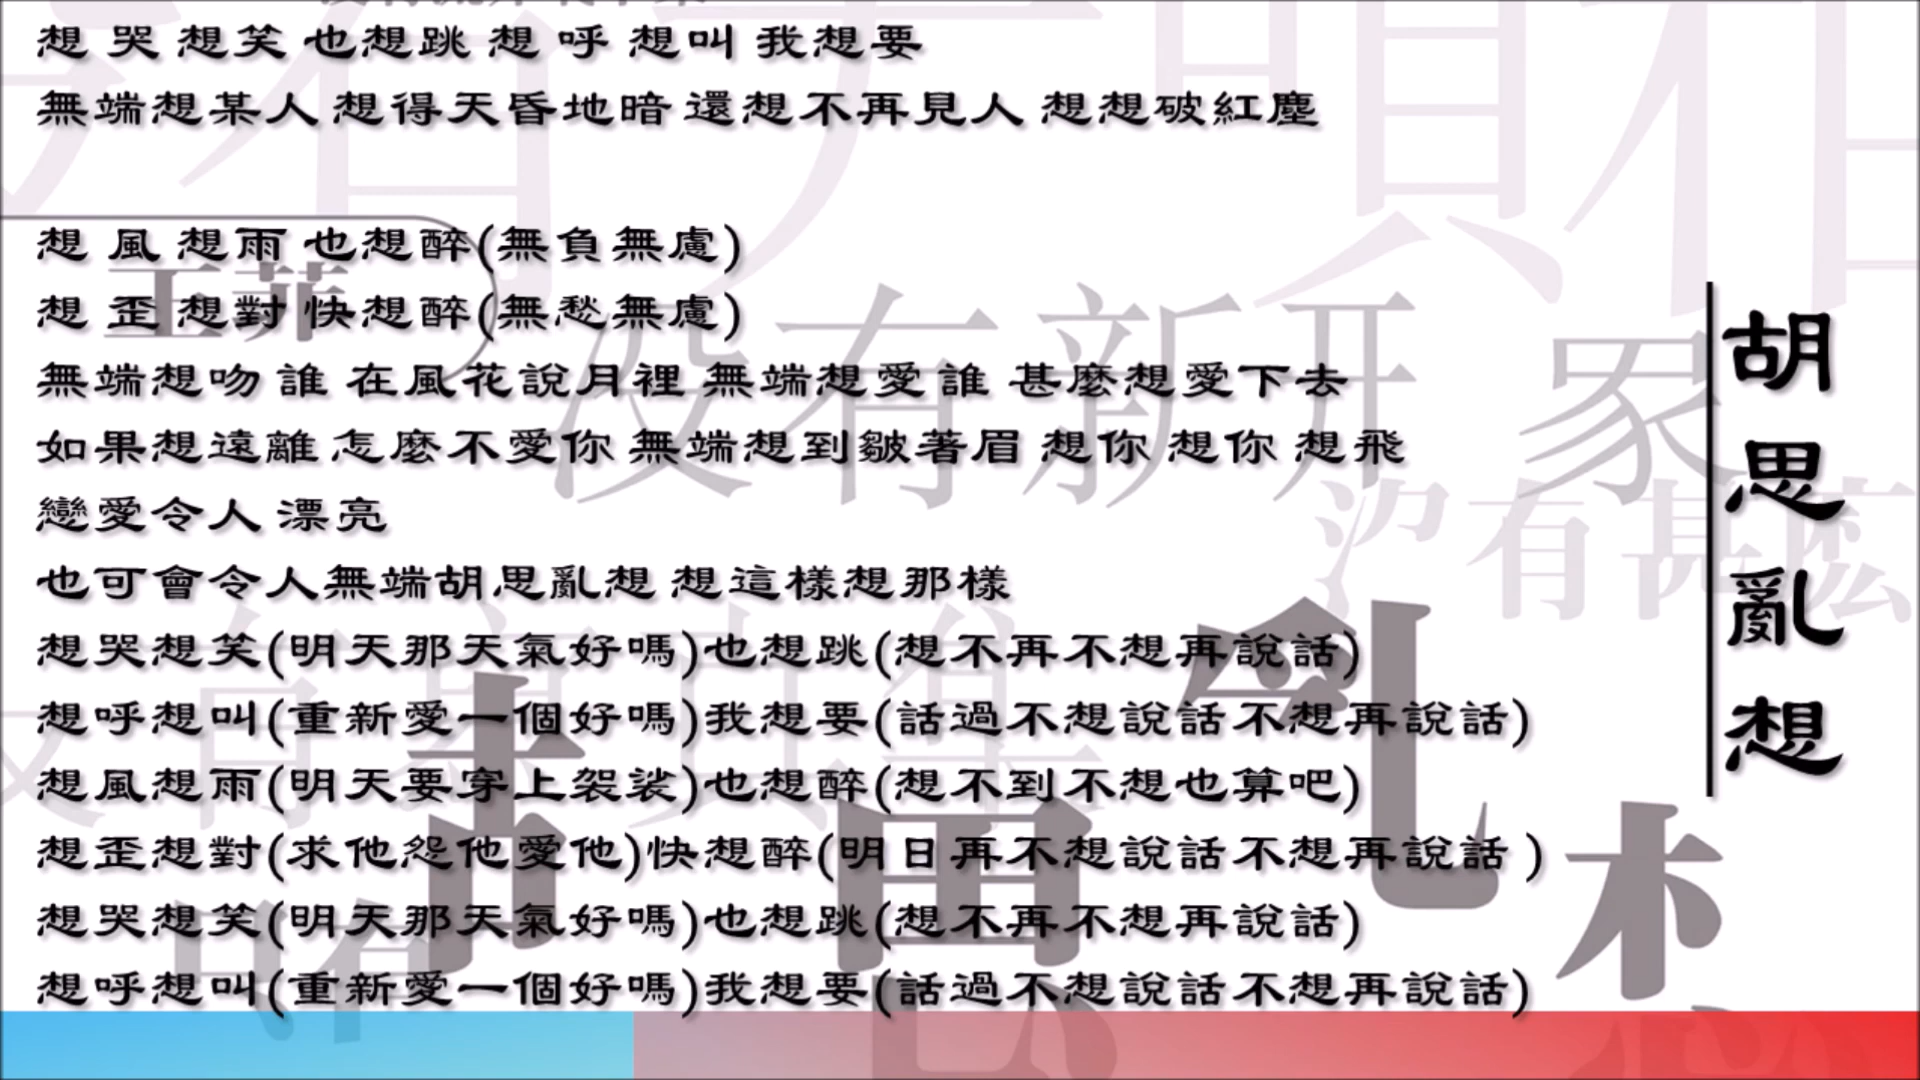 想 哭 想笑 也想跳 想 呼 想叫 我想要
無端想某人 想得天昏地暗 還想不再見人 想想破紅塵
想 風 想雨 也想醉(無負無慮)
想 歪 想對 快想醉(無愁無慮)
無端想吻 誰 在風花說月裡 無端想愛 誰 甚麼想愛下去
如果想遠離 怎麼不愛你 無端想到皺著眉 想你 想你 想飛
戀愛令人 漂亮
也可會令人無端胡思亂想 想這樣想那樣
想哭想笑(明天那天氣好嗎)也想跳(想不再不想再說話)
想呼想叫(重新愛一個好嗎)我想要(話過不想說話不想再說話)
想風想雨(明天要穿上袈裟)也想醉(想不到不想也算吧)
想歪想對(求他怨他愛他)快想醉(明日再不想說話不想再說話 )
想哭想笑(明天那天氣好嗎)也想跳(想不再不想再說話)
想呼想叫(重新愛一個好嗎)我想要(話過不想說話不想再說話)
胡思亂想
王菲
没有新开
没有甚麽